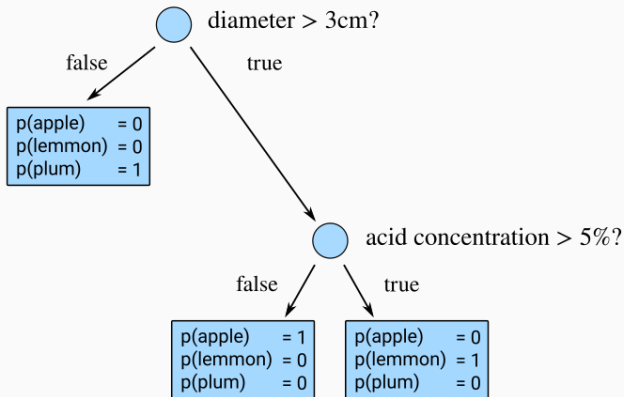 diameter > 3cm?
false
true
p(apple) = 0
p(lemmon) = 0
p(plum) = 1
acid concentration > 5%?
false
true
p(apple) = 1
p(lemmon) = 0
p(plum) = 0
p(apple) = 0
p(lemmon) = 1
p(plum) = 0